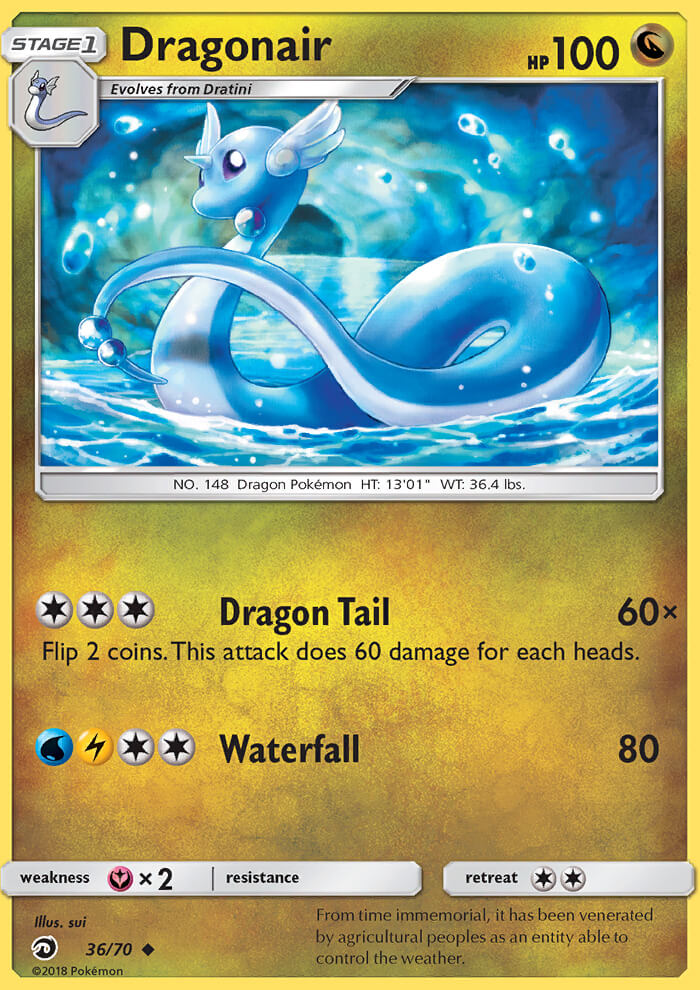 STAGE1
Dragonair
HP100
Evolves from Dratini
NO. 148 Dragon Pokémon HT: 13'01" WT: 36.4 lbs.
Dragon Tail 60×
Flip 2 coins. This attack does 60 damage for each heads.
Waterfall 80
weakness ×2 resistance retreat
Illus. sui
36/70
©2018 Pokémon
From time immemorial, it has been venerated
by agricultural peoples as an entity able to
control the weather.